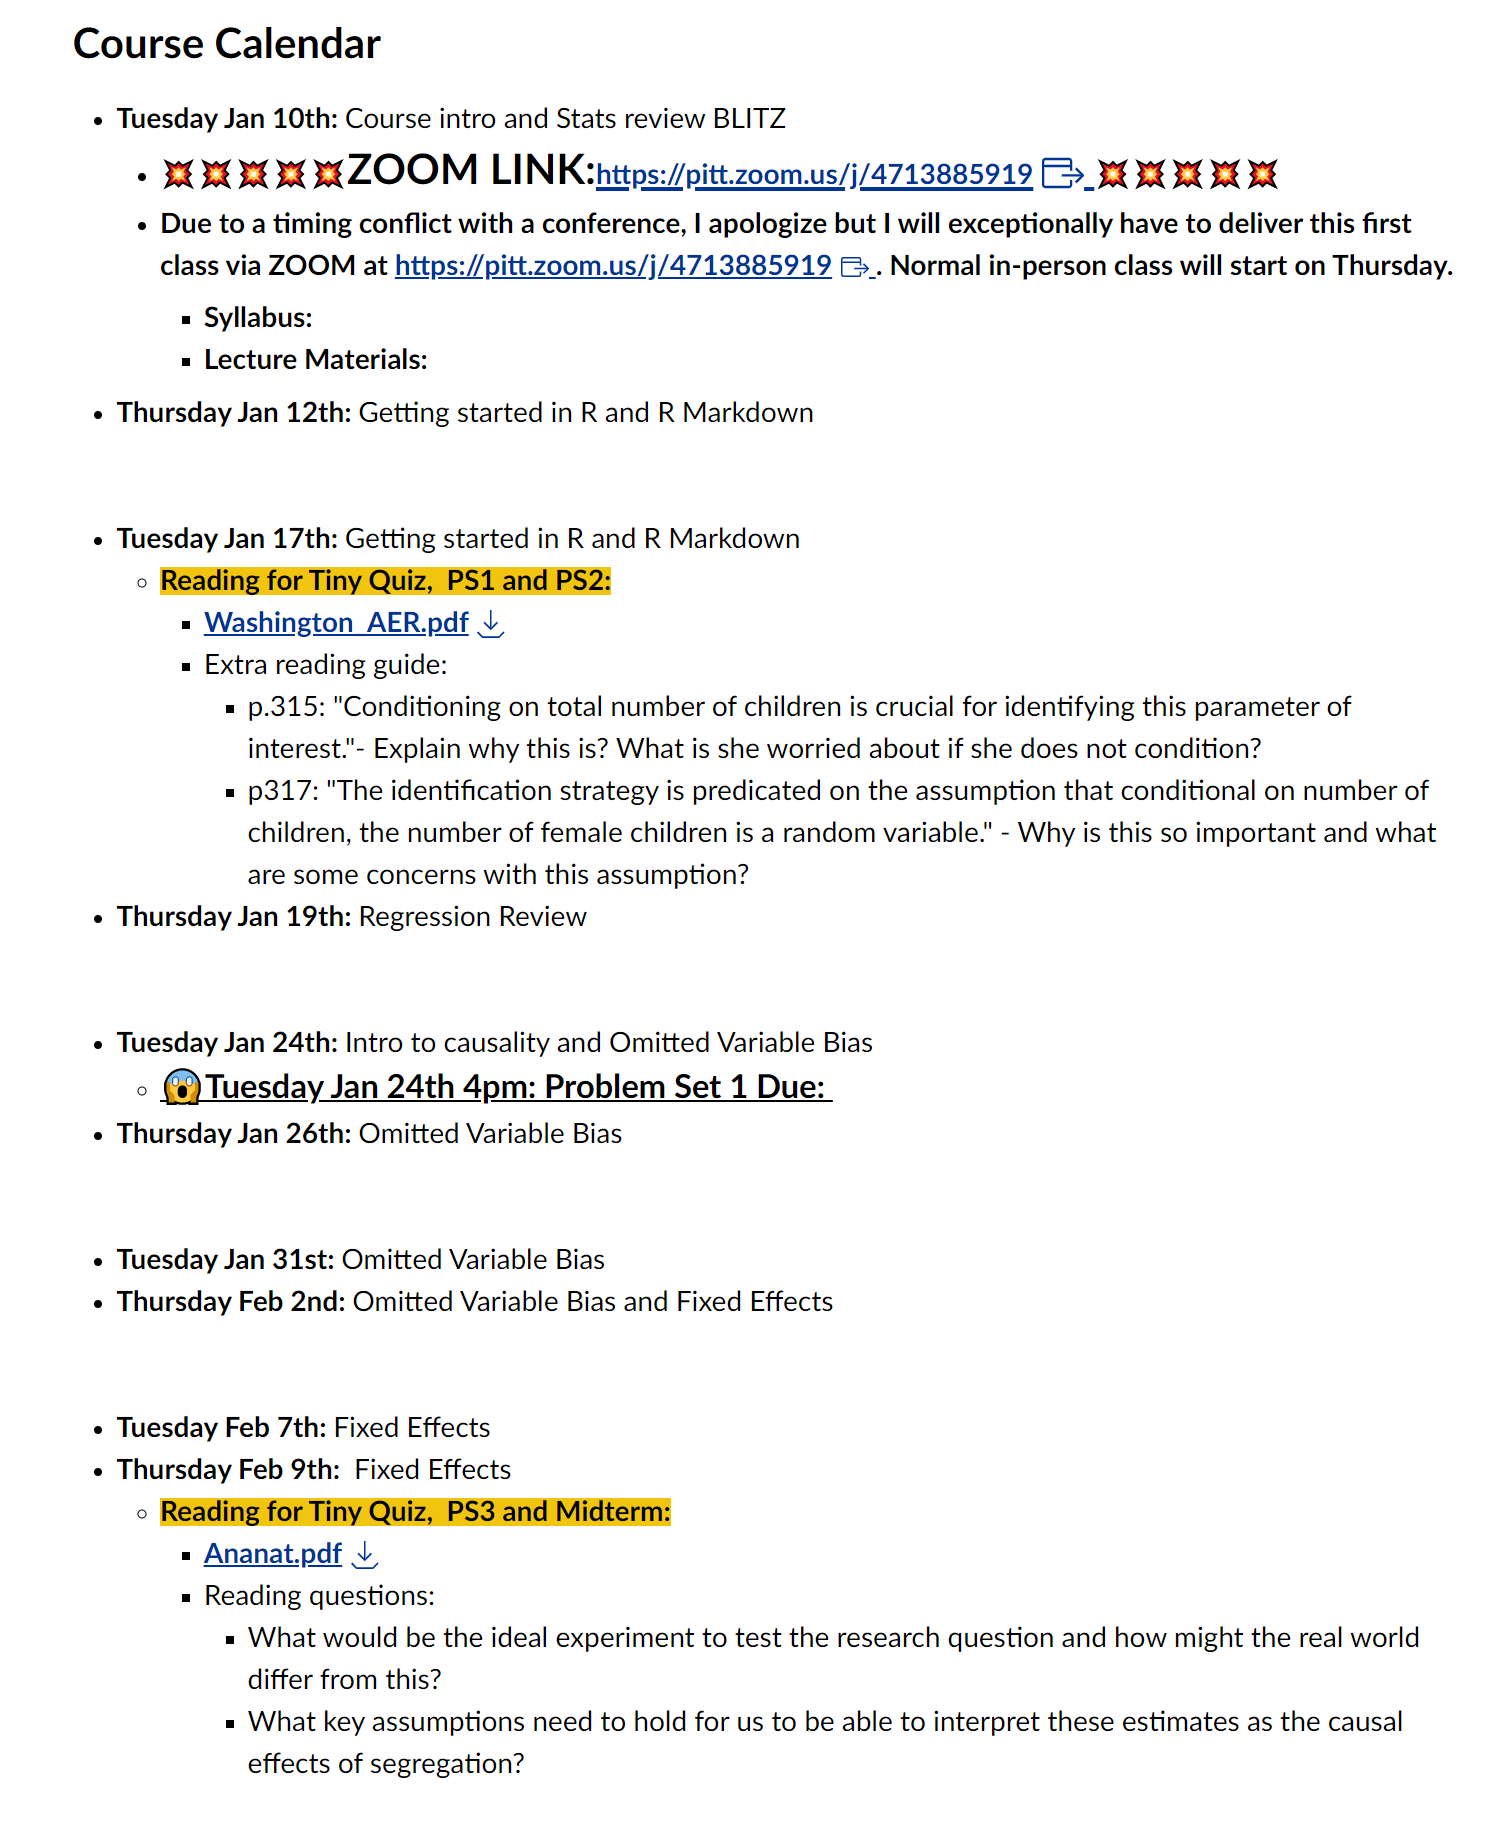 Course Calendar
Tuesday Jan 10th: Course intro and Stats review BLITZ
💥💥💥💥💥ZOOM LINK:https://pitt.zoom.us/j/4713885919 💥💥💥💥💥
Due to a timing conflict with a conference, I apologize but I will exceptionally have to deliver this first
class via ZOOM at https://pitt.zoom.us/j/4713885919 . Normal in-person class will start on Thursday.
Syllabus:
Lecture Materials:
Thursday Jan 12th: Getting started in R and R Markdown
Tuesday Jan 17th: Getting started in R and R Markdown
Reading for Tiny Quiz,  PS1 and PS2:
Washington_AER.pdf
Extra reading guide:
p.315: "Conditioning on total number of children is crucial for identifying this parameter of
interest."- Explain why this is? What is she worried about if she does not condition?
p317: "The identification strategy is predicated on the assumption that conditional on number of
children, the number of female children is a random variable." - Why is this so important and what
are some concerns with this assumption?
Thursday Jan 19th: Regression Review
Tuesday Jan 24th: Intro to causality and Omitted Variable Bias
😱Tuesday Jan 24th 4pm: Problem Set 1 Due:
Thursday Jan 26th: Omitted Variable Bias
Tuesday Jan 31st: Omitted Variable Bias
Thursday Feb 2nd: Omitted Variable Bias and Fixed Effects
Tuesday Feb 7th: Fixed Effects
Thursday Feb 9th:  Fixed Effects
Reading for Tiny Quiz,  PS3 and Midterm:
Ananat.pdf
Reading questions:
What would be the ideal experiment to test the research question and how might the real world
differ from this?
What key assumptions need to hold for us to be able to interpret these estimates as the causal
effects of segregation?